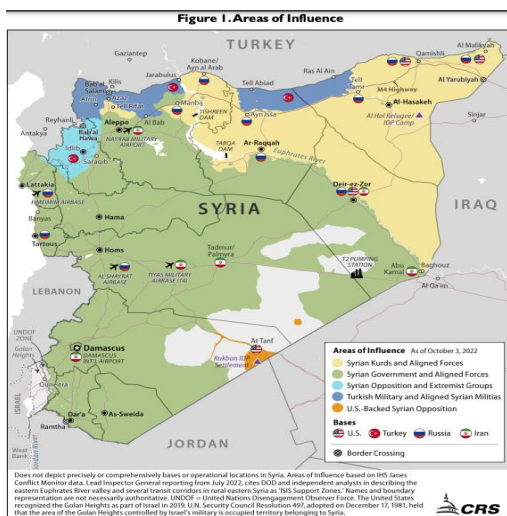 Figure 1. Areas of Influence
TURKEY
Gaziantep
Kobane/
Ayn al Arab
Al Malikiyah
Qamishli
Kilis
Jarabulus
Ras Al Ain
Bab al
Salama
Tell Abiad
Al Yarubiyah
Afrin
Azaz
Tell
Tamr
M4 Highway
Tell Rifat
Manbij
TISHREEN
DAM
Ayn Issa
Al-Hasakeh
Reyhanli
Bab al
Hawa
Aleppo
Al Bab
Al Hol Refugee/
IDP Camp
Sinjar
Antakya
NAYRAB MILITARY
AIRPORT
TABQA
DAM
Ar-Raqqah
Idlib
Saraqib
Euphrates River
Lattakia
HMEIMIM AIRBASE
Deir-ez-Zor
SYRIA
IRAQ
Banyas
Hama
Tartous
Homs
Tadmur/
Palmyra
T2 PUMPING
STATION
Abu
Kamal
Baghouz
Al Qa'im
AL SHAYRAT
AIRBASE
TIYAS MILITARY
AIRBASE (T4)
LEBANON
UNDOF
ZONE
Golan
Heights
Damascus
DAMASCUS
INT'L AIRPORT
At Tanf
Rukban IDP
Settlement
Quneitra
ISRAEL
Dar'a
As-Sweida
Ramtha
West
Bank
Jordan River
JORDAN
Areas of Influence As of October 3, 2022
Syrian Kurds and Aligned Forces
Syrian Government and Aligned Forces
Syrian Opposition and Extremist Groups
Turkish Military and Aligned Syrian Militias
U.S.-Backed Syrian Opposition
Bases
U.S. Turkey Russia Iran
Border Crossing
Does not depict precisely or comprehensively bases or operational locations in Syria. Areas of Influence based on IHS Janes
Conflict Monitor data. Lead Inspector General reporting from July 2022, cites DOD and independent analysts in describing the
eastern Euphrates River valley and several transit corridors in rural eastern Syria as 'ISIS Support Zones.' Names and boundary
representation are not necessarily authoritative. UNDOF = United Nations Disengagement Observer Force. The United States
recognized the Golan Heights as part of Israel in 2019. U.N. Security Council Resolution 497, adopted on December 17, 1981, held
that the area of the Golan Heights controlled by Israel's military is occupied territory belonging to Syria.
CRS